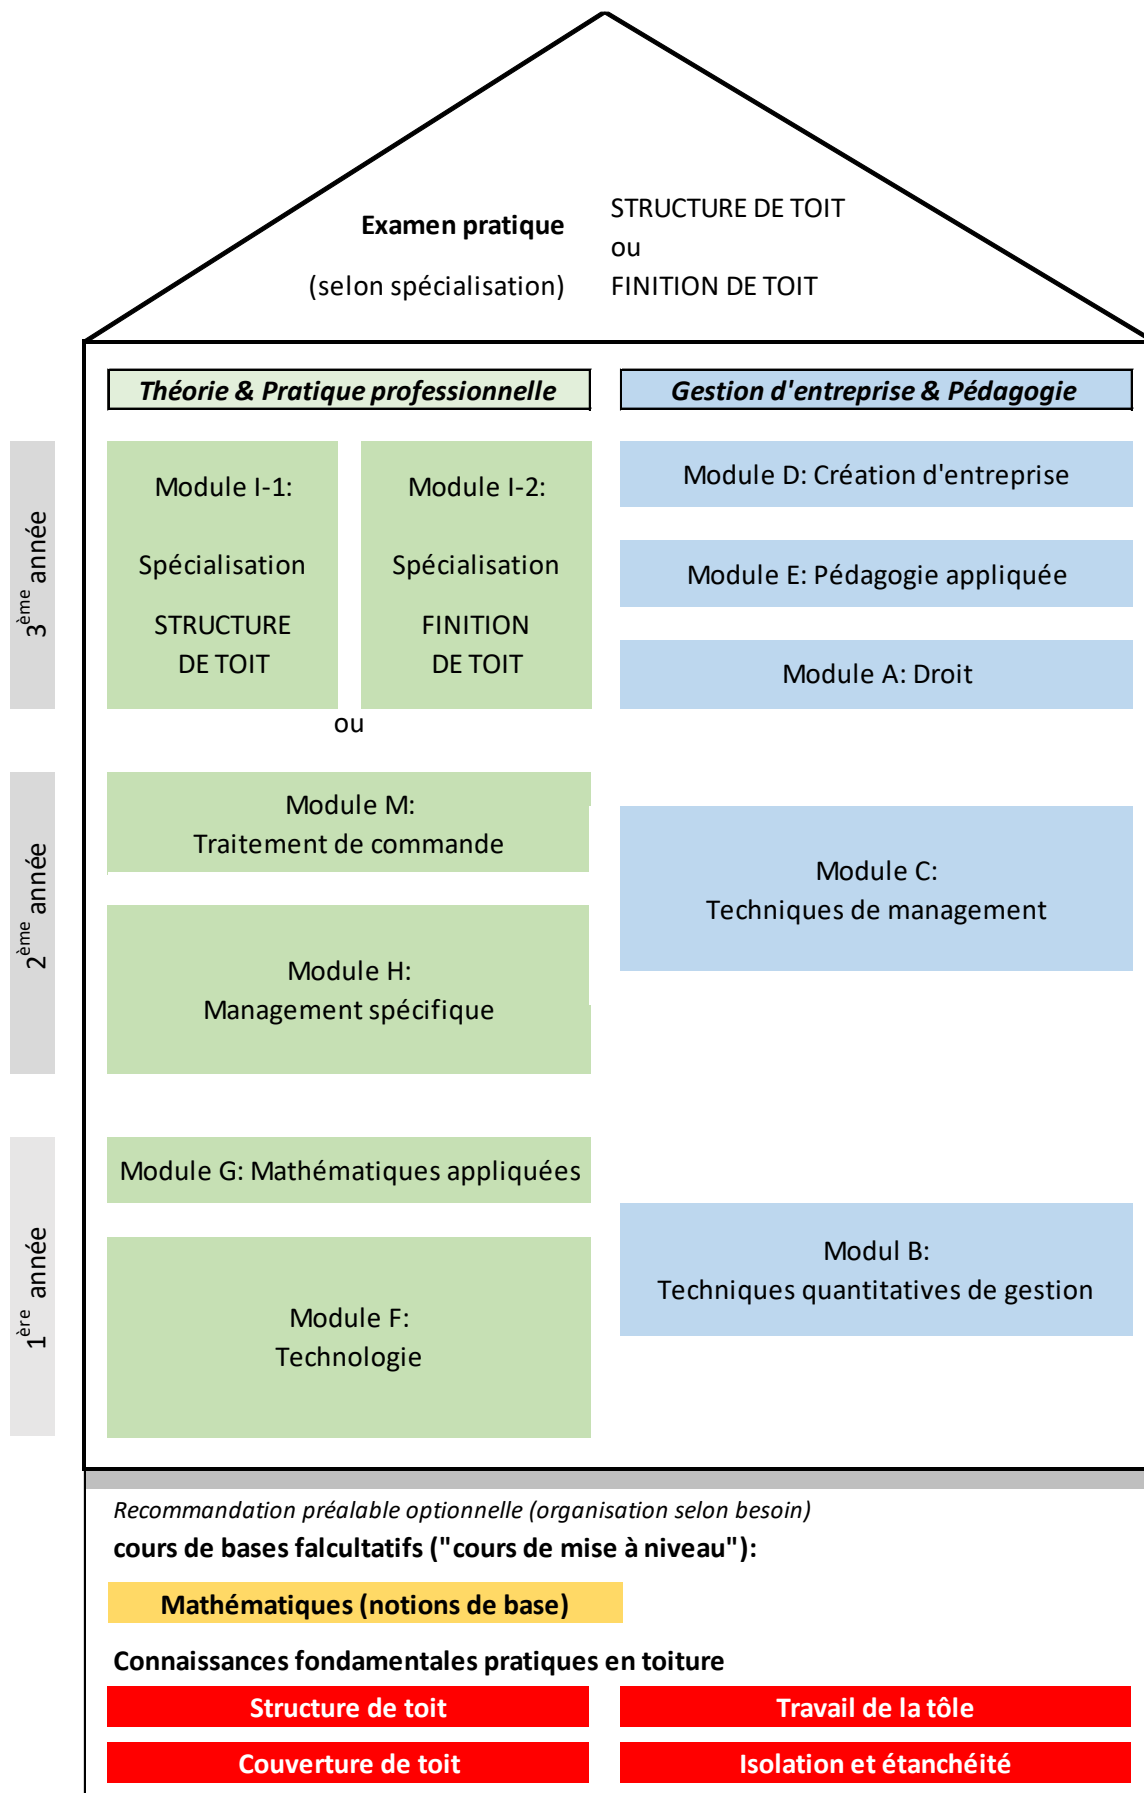 Examen pratique
(selon spécialisation)
STRUCTURE DE TOIT
ou
FINITION DE TOIT
Théorie & Pratique professionnelle
Gestion d'entreprise & Pédagogie
3ème année
Module I-1:
Spécialisation
STRUCTURE
DE TOIT
Module I-2:
Spécialisation
FINITION
DE TOIT
ou
Module D: Création d'entreprise
Module E: Pédagogie appliquée
Module A: Droit
2ème année
Module M:
Traitement de commande
Module H:
Management spécifique
Module C:
Techniques de management
1ère année
Module G: Mathématiques appliquées
Module F:
Technologie
Modul B:
Techniques quantitatives de gestion
Recommandation préalable optionnelle (organisation selon besoin)
cours de bases falcultatifs ("cours de mise à niveau"):
Mathématiques (notions de base)
Connaissances fondamentales pratiques en toiture
Structure de toit
Travail de la tôle
Couverture de toit
Isolation et étanchéité